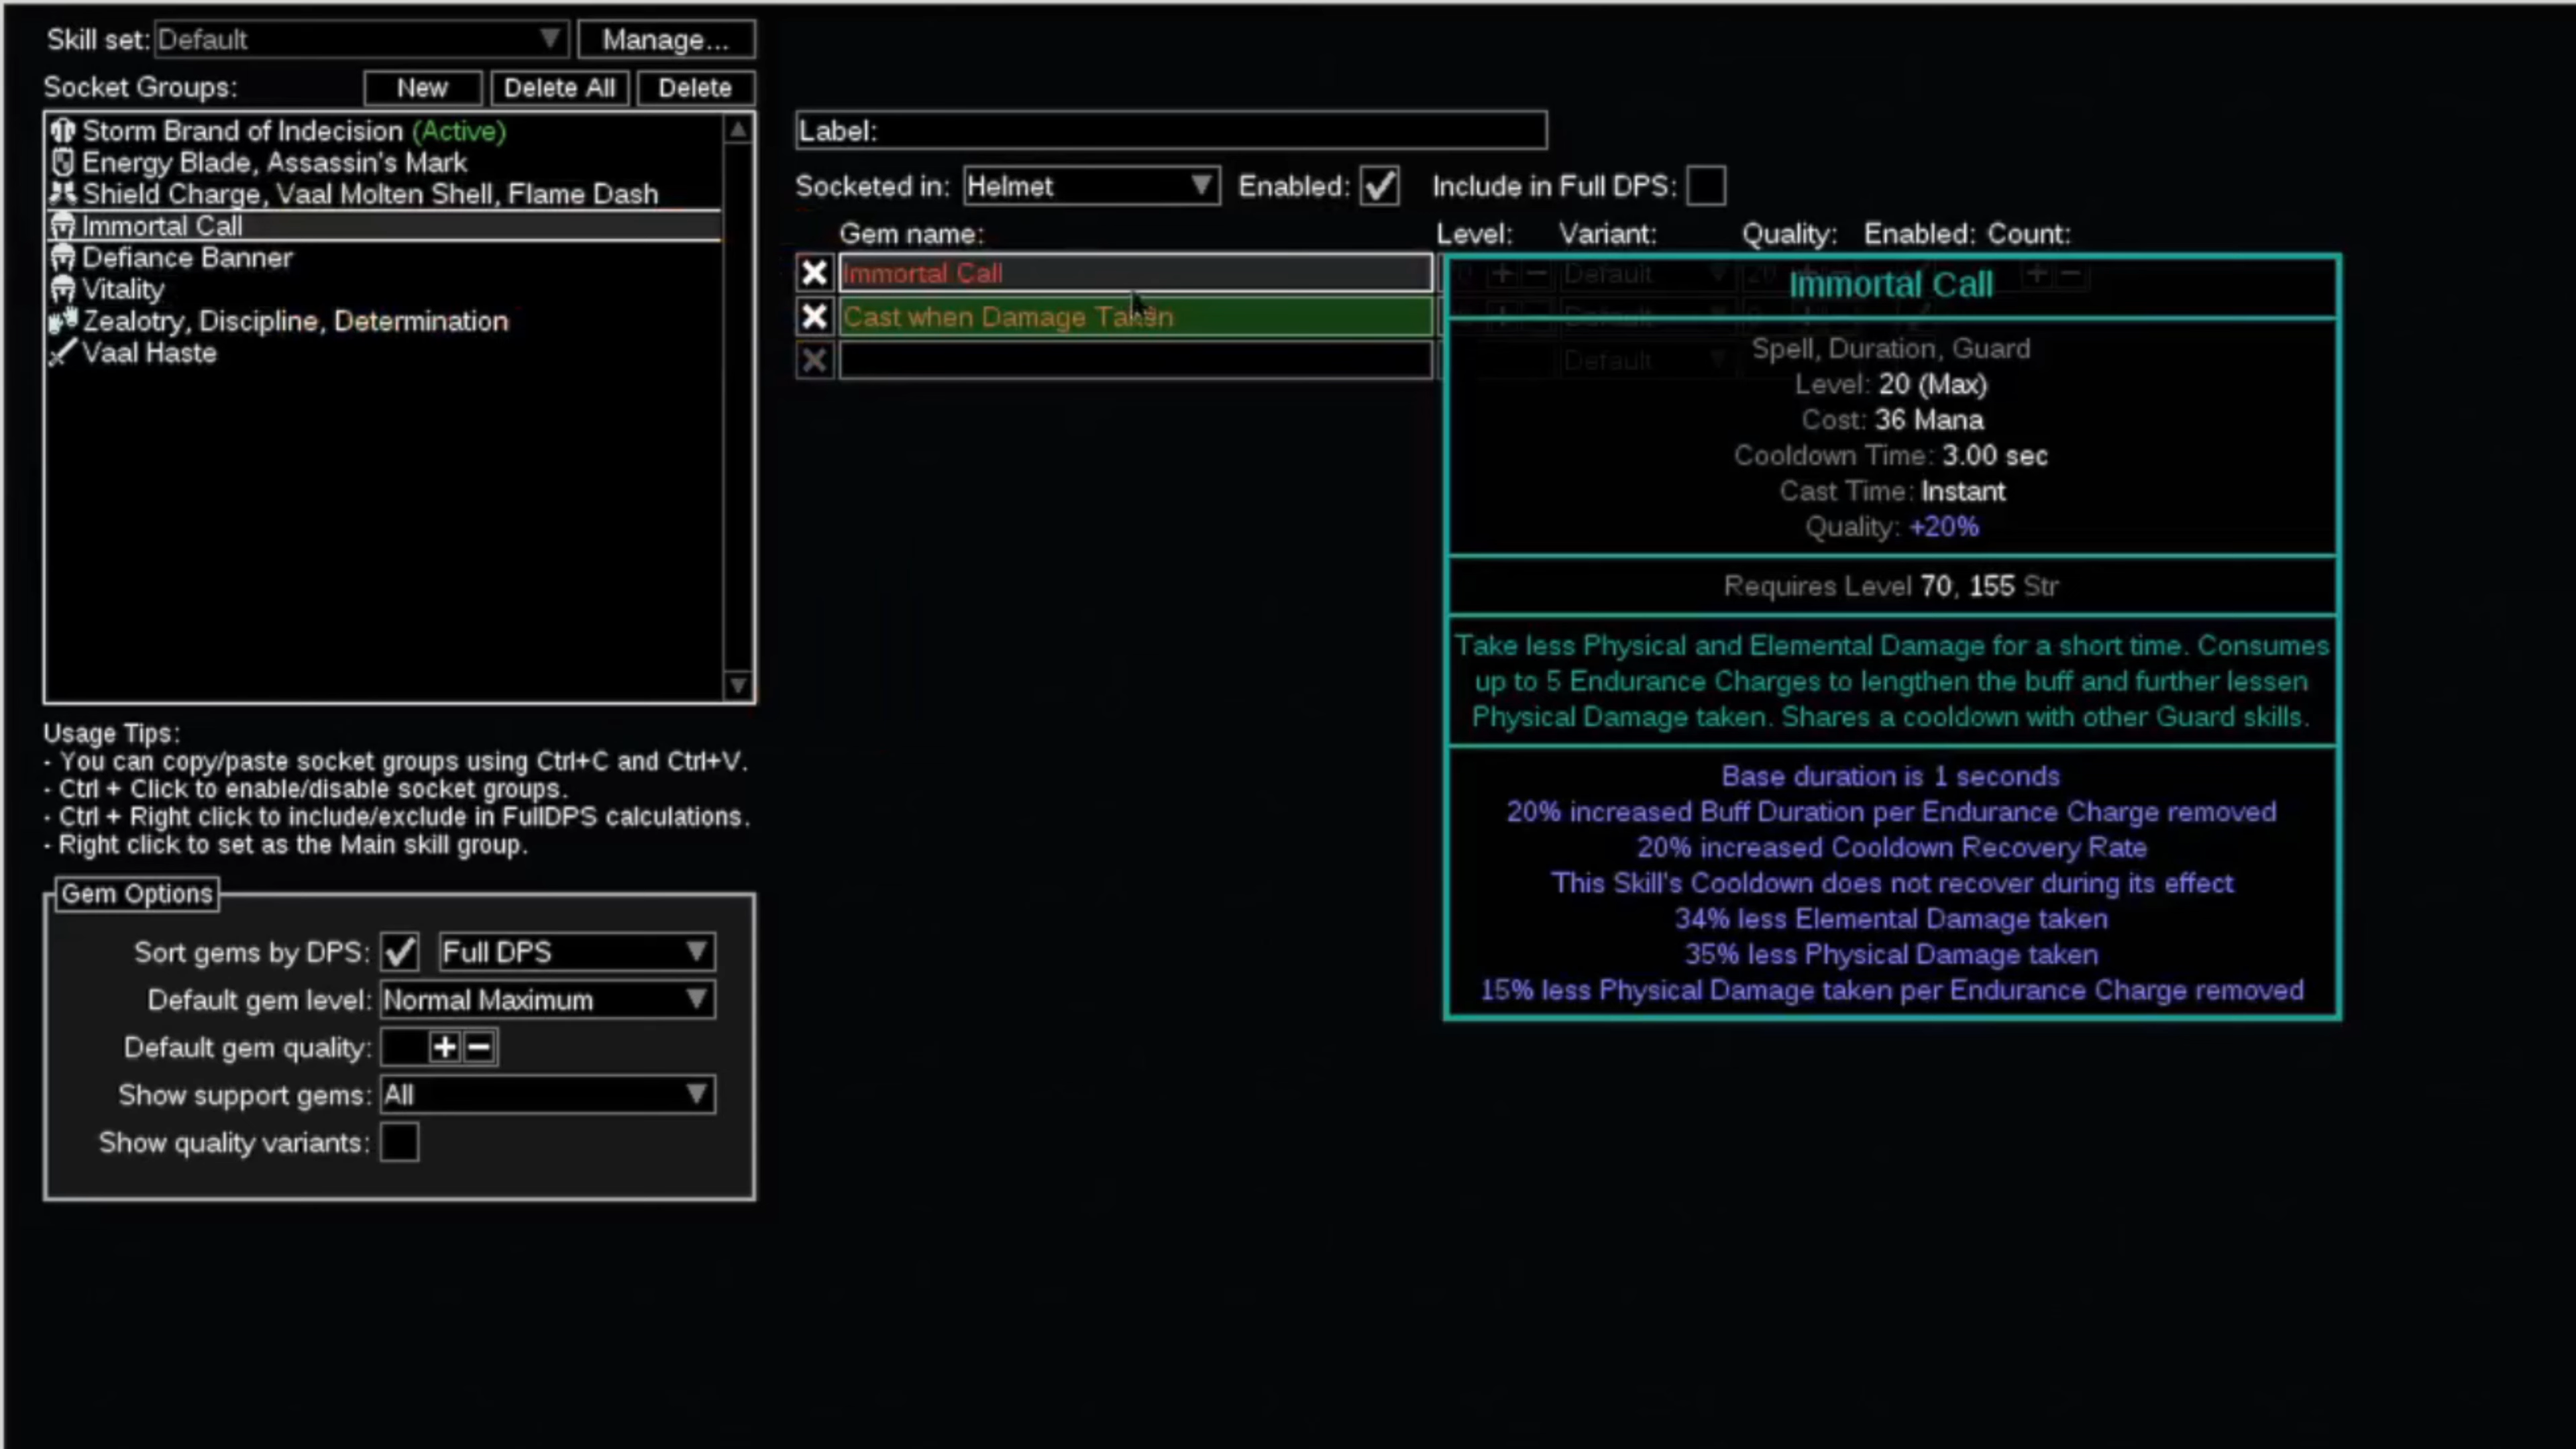 Skill set: Default Manage...
Socket Groups: New Delete All Delete
Storm Brand of Indecision (Active)
Energy Blade, Assassin's Mark
Shield Charge, Vaal Molten Shell, Flame Dash
Immortal Call
Defiance Banner
Vitality
Zealotry, Discipline, Determination
Vaal Haste
Usage Tips:
- You can copy/paste socket groups using Ctrl+C and Ctrl+V.
- Ctrl + Click to enable/disable socket groups.
- Ctrl + Right click to include/exclude in FullDPS calculations.
- Right click to set as the Main skill group.
Gem Options
Sort gems by DPS: Full DPS
Default gem level: Normal Maximum
Default gem quality: + -
Show support gems: All
Show quality variants:
Label:
Socketed in: Helmet Enabled: Include in Full DPS:
Gem name: Level: Variant: Quality: Enabled: Count:
Immortal Call Default
Cast when Damage Taken Default
Default
Immortal Call
Spell, Duration, Guard
Level: 20 (Max)
Cost: 36 Mana
Cooldown Time: 3.00 sec
Cast Time: Instant
Quality: +20%
Requires Level 70, 155 Str
Take less Physical and Elemental Damage for a short time. Consumes
up to 5 Endurance Charges to lengthen the buff and further lessen
Physical Damage taken. Shares a cooldown with other Guard skills.
Base duration is 1 seconds
20% increased Buff Duration per Endurance Charge removed
20% increased Cooldown Recovery Rate
This Skill's Cooldown does not recover during its effect
34% less Elemental Damage taken
35% less Physical Damage taken
15% less Physical Damage taken per Endurance Charge removed